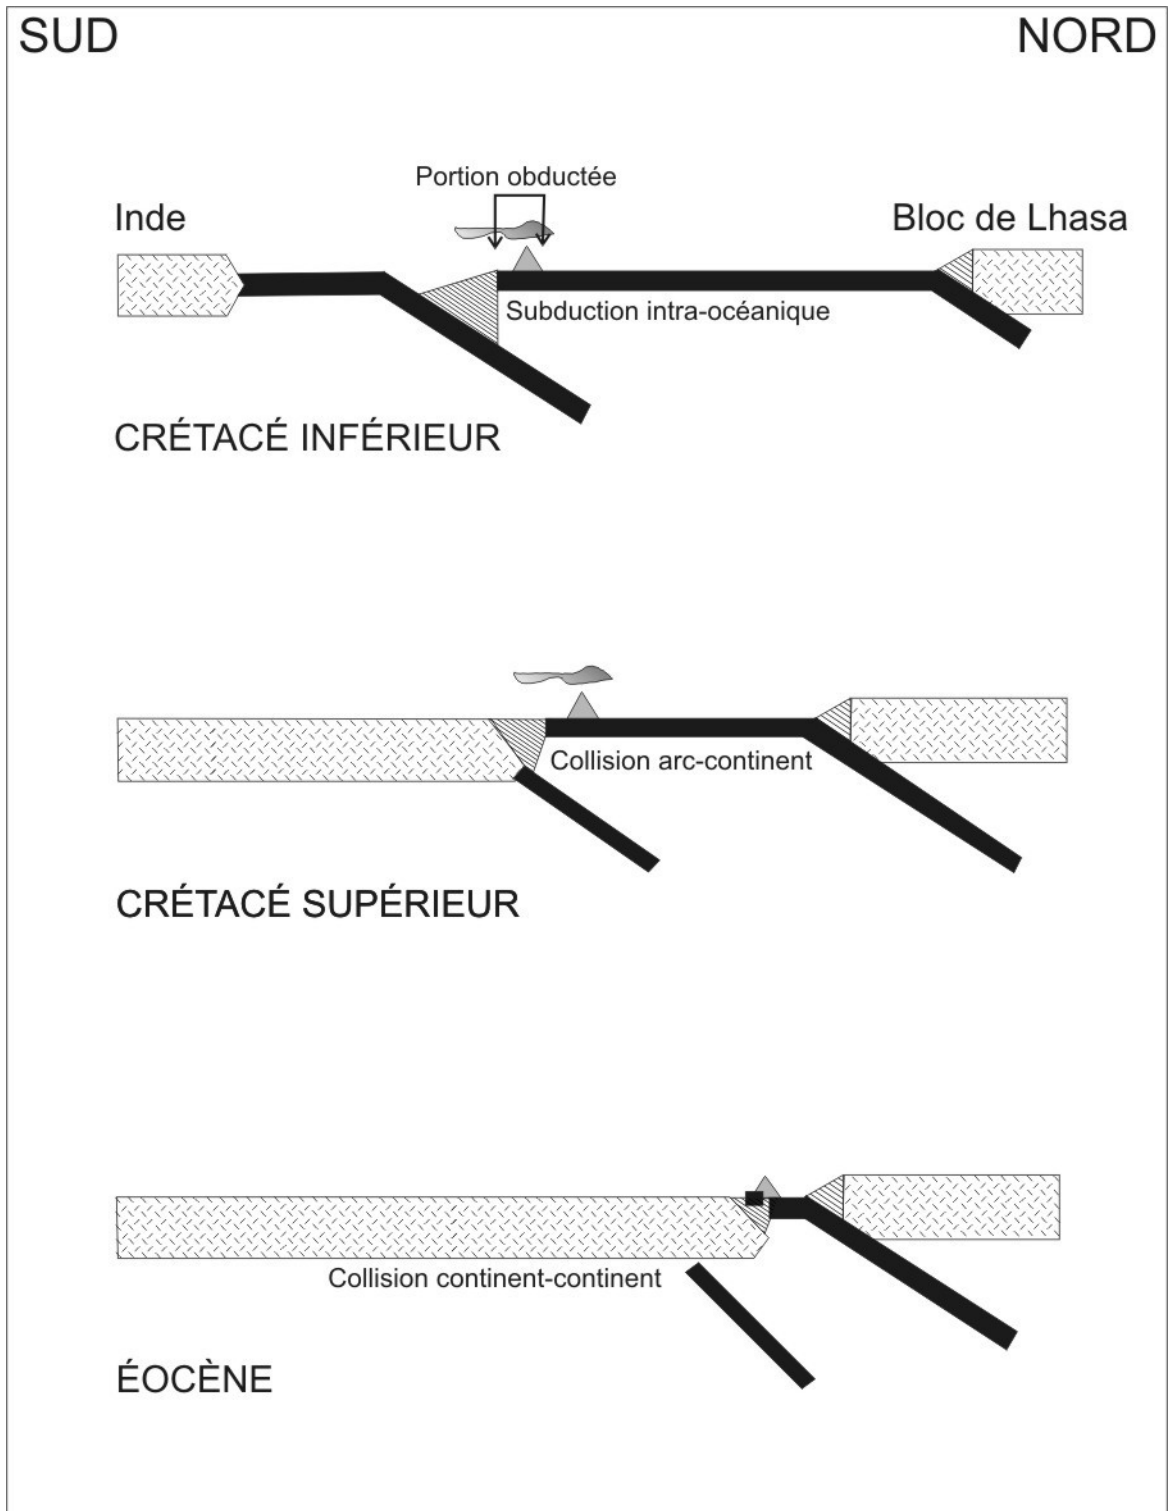 SUD
NORD
Portion obductée
Inde
Bloc de Lhasa
Subduction intra-océanique
CRÉTACÉ INFÉRIEUR
Collision arc-continent
CRÉTACÉ SUPÉRIEUR
Collision continent-continent
ÉOCÈNE